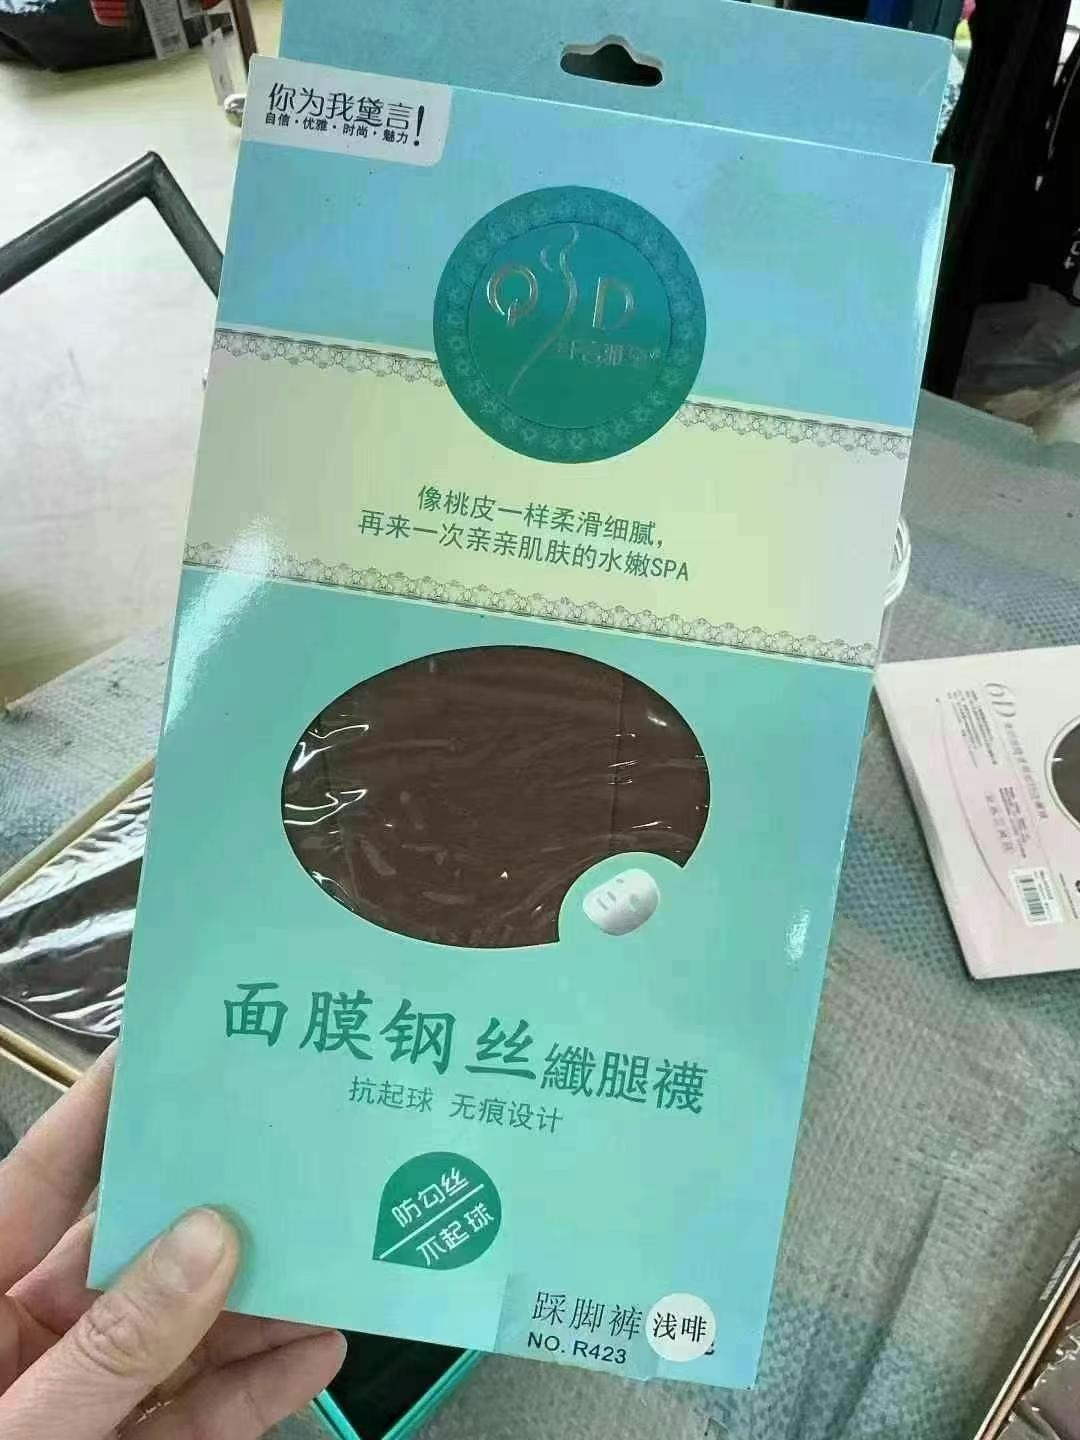 你为我黛言!
自信·优雅·时尚·魅力
QSD
像桃皮一样柔滑细腻,
再来一次亲亲肌肤的水嫩SPA
面膜钢丝纖腿襪
抗起球 无痕设计
防勾丝
不起球
踩脚裤
浅啡
NO. R423
6D